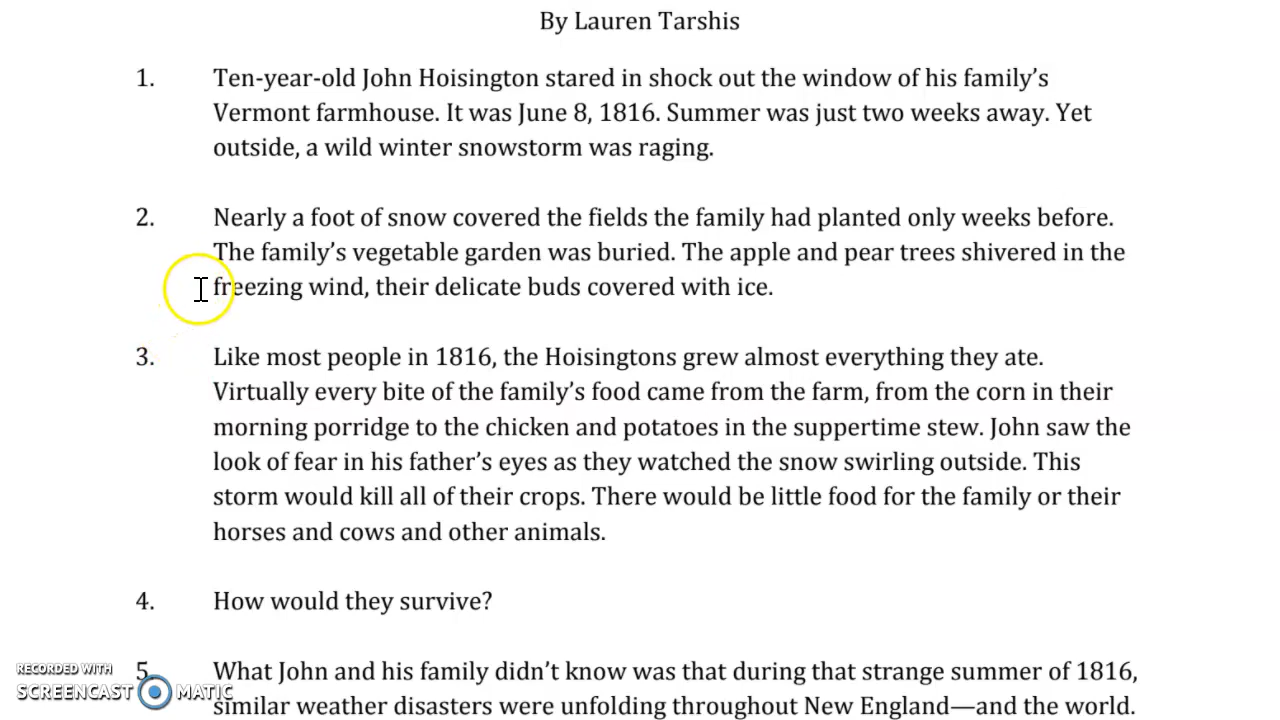 By Lauren Tarshis
1. Ten-year-old John Hoisington stared in shock out the window of his family's
Vermont farmhouse. It was June 8, 1816. Summer was just two weeks away. Yet
outside, a wild winter snowstorm was raging.
2. Nearly a foot of snow covered the fields the family had planted only weeks before.
The family's vegetable garden was buried. The apple and pear trees shivered in the
freezing wind, their delicate buds covered with ice.
3. Like most people in 1816, the Hoisingtons grew almost everything they ate.
Virtually every bite of the family's food came from the farm, from the corn in their
morning porridge to the chicken and potatoes in the suppertime stew. John saw the
look of fear in his father's eyes as they watched the snow swirling outside. This
storm would kill all of their crops. There would be little food for the family or their
horses and cows and other animals.
4. How would they survive?
5. What John and his family didn't know was that during that strange summer of 1816,
similar weather disasters were unfolding throughout New England—and the world.
RECORDED WITH
SCREENCAST MATIC